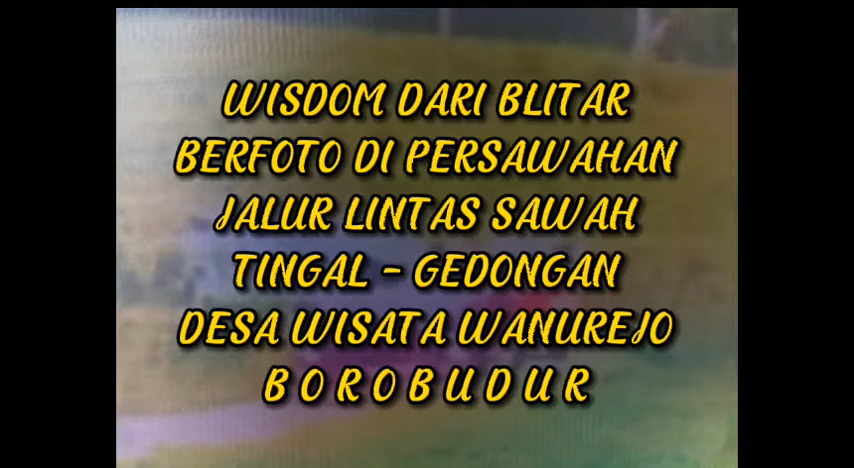 WISDOM DARI BLITAR
BERFOTO DI PERSAWAHAN
JALUR LINTAS SAWAH
TINGAL - GEDONGAN
DESA WISATA WANUREJO
B O R O B U D U R